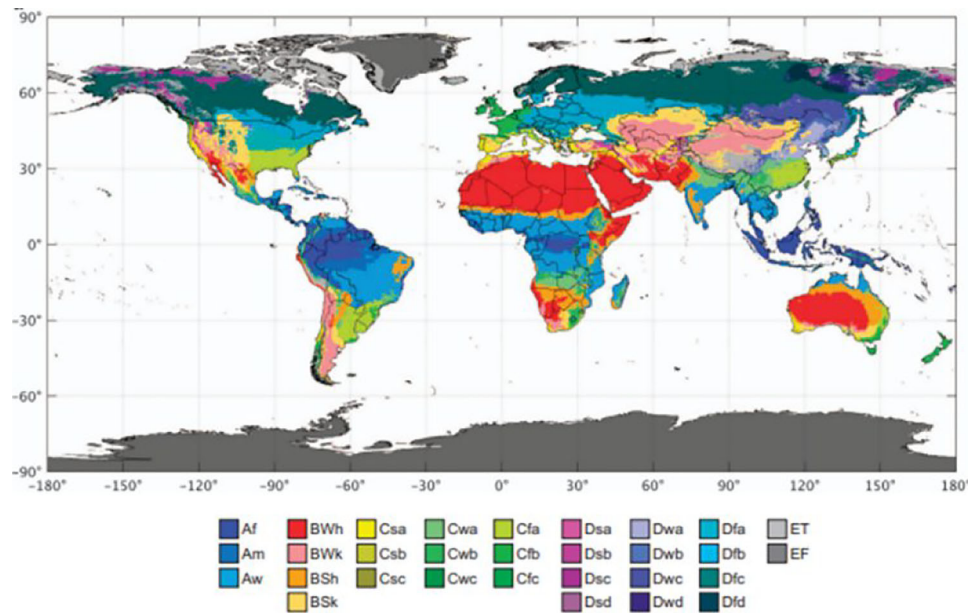 90°
60°
30°
0°
−30°
−60°
−90°
−180° −150° −120° −90° −60° −30° 0° 30° 60° 90° 120° 150° 180°
Af BWh Csa Cwa Cfa Dsa Dwa Dfa ET
Am BWk Csb Cwb Cfb Dsb Dwb Dfb EF
Aw BSh Csc Cwc Cfc Dsc Dwc Dfc
BSk Dsd Dwd Dfd